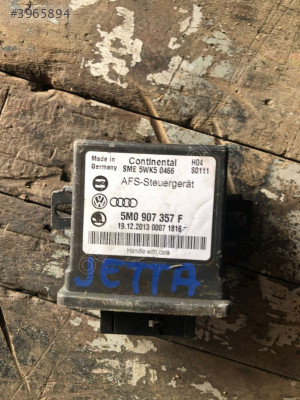 #3965894
Made in Germany
Continental
SME 5WK5 0466
H04
S0111
AFS-Steuergerät
5M0 907 357 F
19.12.2013 0007 1816
Handle with care
JETTA